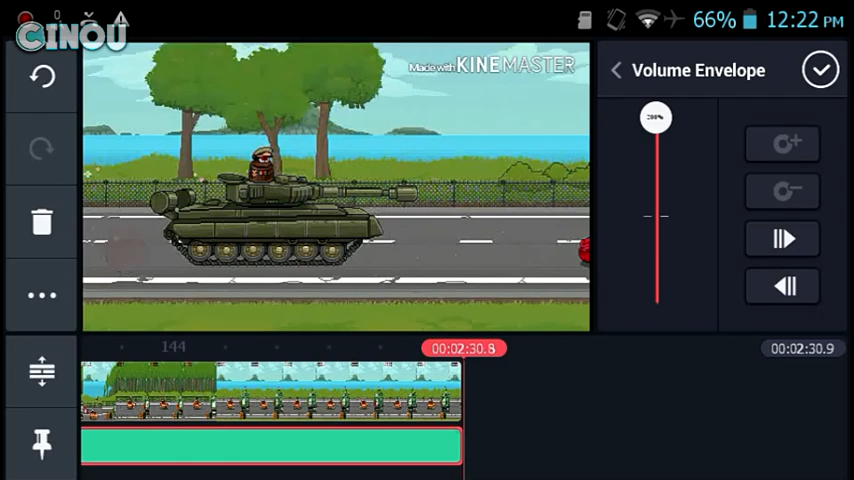 0
66% 12:22 PM
CINOU
Volume Envelope
Made with KINEMASTER
200%
144
00:02:30.8
00:02:30.9